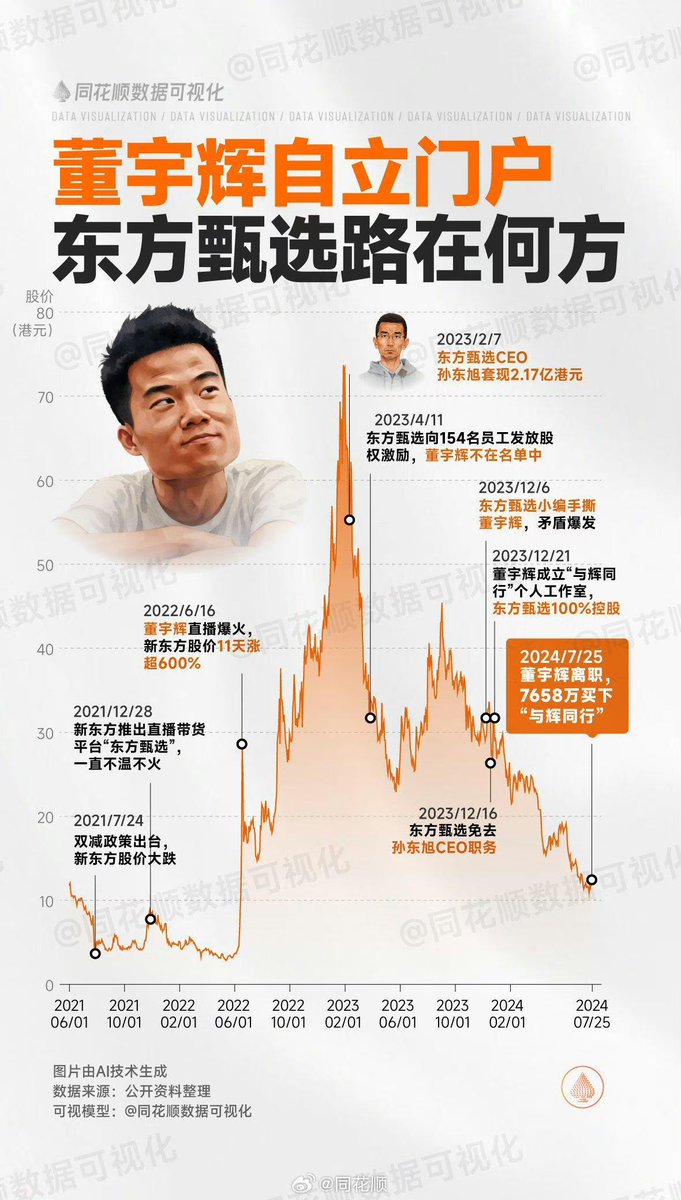 同花顺数据可视化
DATA VISUALIZATION / DATA VISUALIZATION / DATA VISUALIZATION / DATA VISUALIZATION / DATA VISUALIZATION
董宇辉自立门户
东方甄选路在何方
股价
(港元)
80
70
60
50
40
30
20
10
0
2023/2/7
东方甄选CEO
孙东旭套现2.17亿港元
2023/4/11
东方甄选向154名员工发放股
权激励，董宇辉不在名单中
2023/12/6
东方甄选小编手撕
董宇辉，矛盾爆发
2023/12/21
董宇辉成立“与辉同
行”个人工作室，
东方甄选100%控股
2022/6/16
董宇辉直播爆火，
新东方股价11天涨
超600%
2024/7/25
董宇辉离职，
7658万买下
“与辉同行”
2021/12/28
新东方推出直播带货
平台“东方甄选”，
一直不温不火
2021/7/24
双减政策出台，
新东方股价大跌
2023/12/16
东方甄选免去
孙东旭CEO职务
2021 2021 2022 2022 2022 2023 2023 2023 2024 2024
06/01 10/01 02/01 06/01 10/01 02/01 06/01 10/01 02/01 07/25
图片由AI技术生成
数据来源：公开资料整理
可视模型：@同花顺数据可视化
@同花顺数据可视化
@同花顺